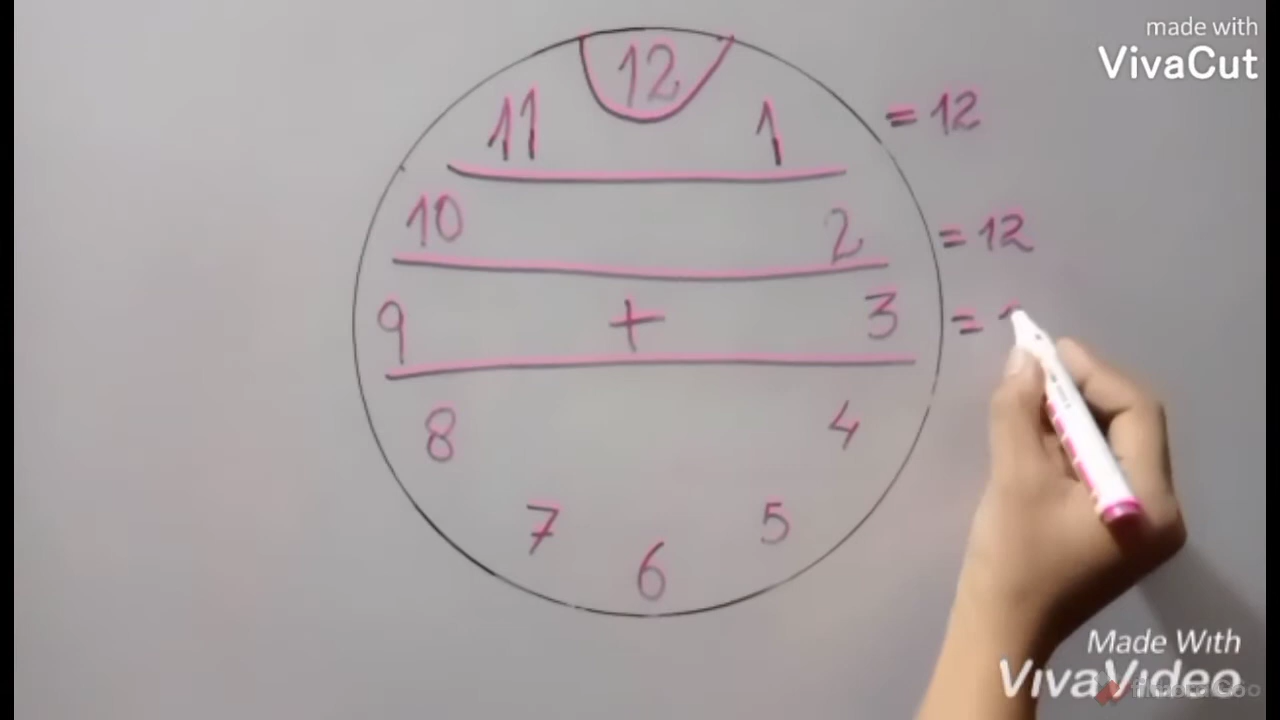 made with
VivaCut
12
11 1 = 12
10 2 = 12
9 + 3 =
8 4
7 5
6
Made With
VivaVideo